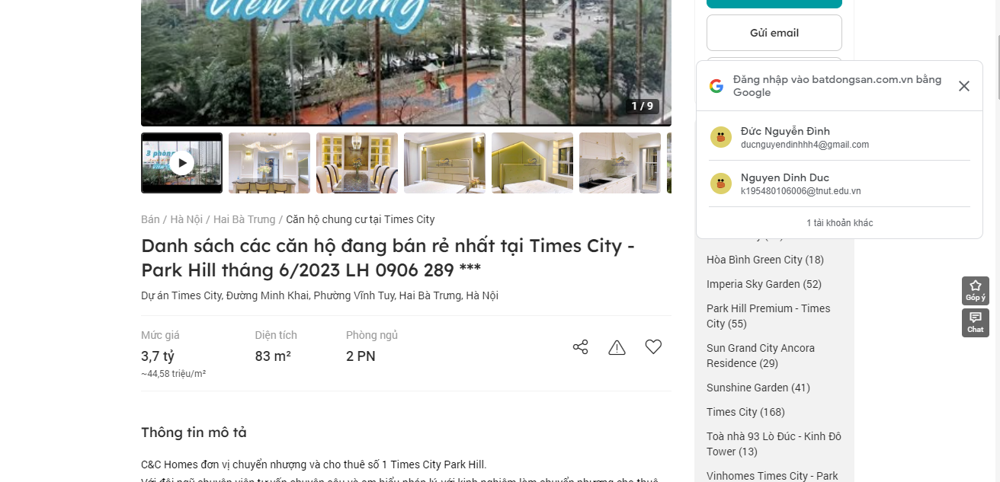 View thoáng
1 / 9
3 phòng
Bán / Hà Nội / Hai Bà Trưng / Căn hộ chung cư tại Times City
Danh sách các căn hộ đang bán rẻ nhất tại Times City -
Park Hill tháng 6/2023 LH 0906 289 ***
Dự án Times City, Đường Minh Khai, Phường Vĩnh Tuy, Hai Bà Trưng, Hà Nội
Mức giá
3,7 tỷ
~44,58 triệu/m²
Diện tích
83 m²
Phòng ngủ
2 PN
Thông tin mô tả
C&C Homes đơn vị chuyển nhượng và cho thuê số 1 Times City Park Hill.
Với đội ngũ chuyên viên tư vấn chuyên sâu và am hiểu pháp lý với kinh nghiệm làm chuyển nhượng cho thuê
Gửi email
Đăng nhập vào batdongsan.com.vn bằng
Google
Đức Nguyễn Đình
ducnguyendinhhh4@gmail.com
Nguyen Dinh Duc
k195480106006@tnut.edu.vn
1 tài khoản khác
Hòa Bình Green City (18)
Imperia Sky Garden (52)
Park Hill Premium - Times
City (55)
Sun Grand City Ancora
Residence (29)
Sunshine Garden (41)
Times City (168)
Toà nhà 93 Lò Đúc - Kinh Đô
Tower (13)
Vinhomes Times City - Park
Góp ý
Chat